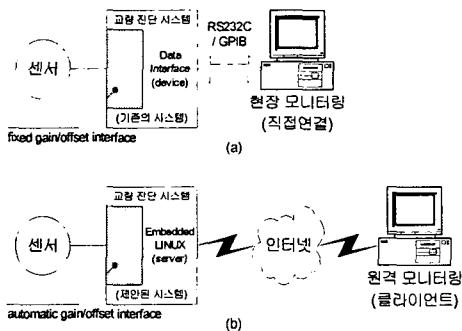 교량 진단 시스템
센서
Data
Interface
(device)
(기존의 시스템)
fixed gain/offset interface
RS232C
/ GPIB
현장 모니터링
(직접연결)
(a)
교량 진단 시스템
센서
Embedded
LINUX
(server)
(제안된 시스템)
automatic gain/offset interface
인터넷
원격 모니터링
(클라이언트)
(b)